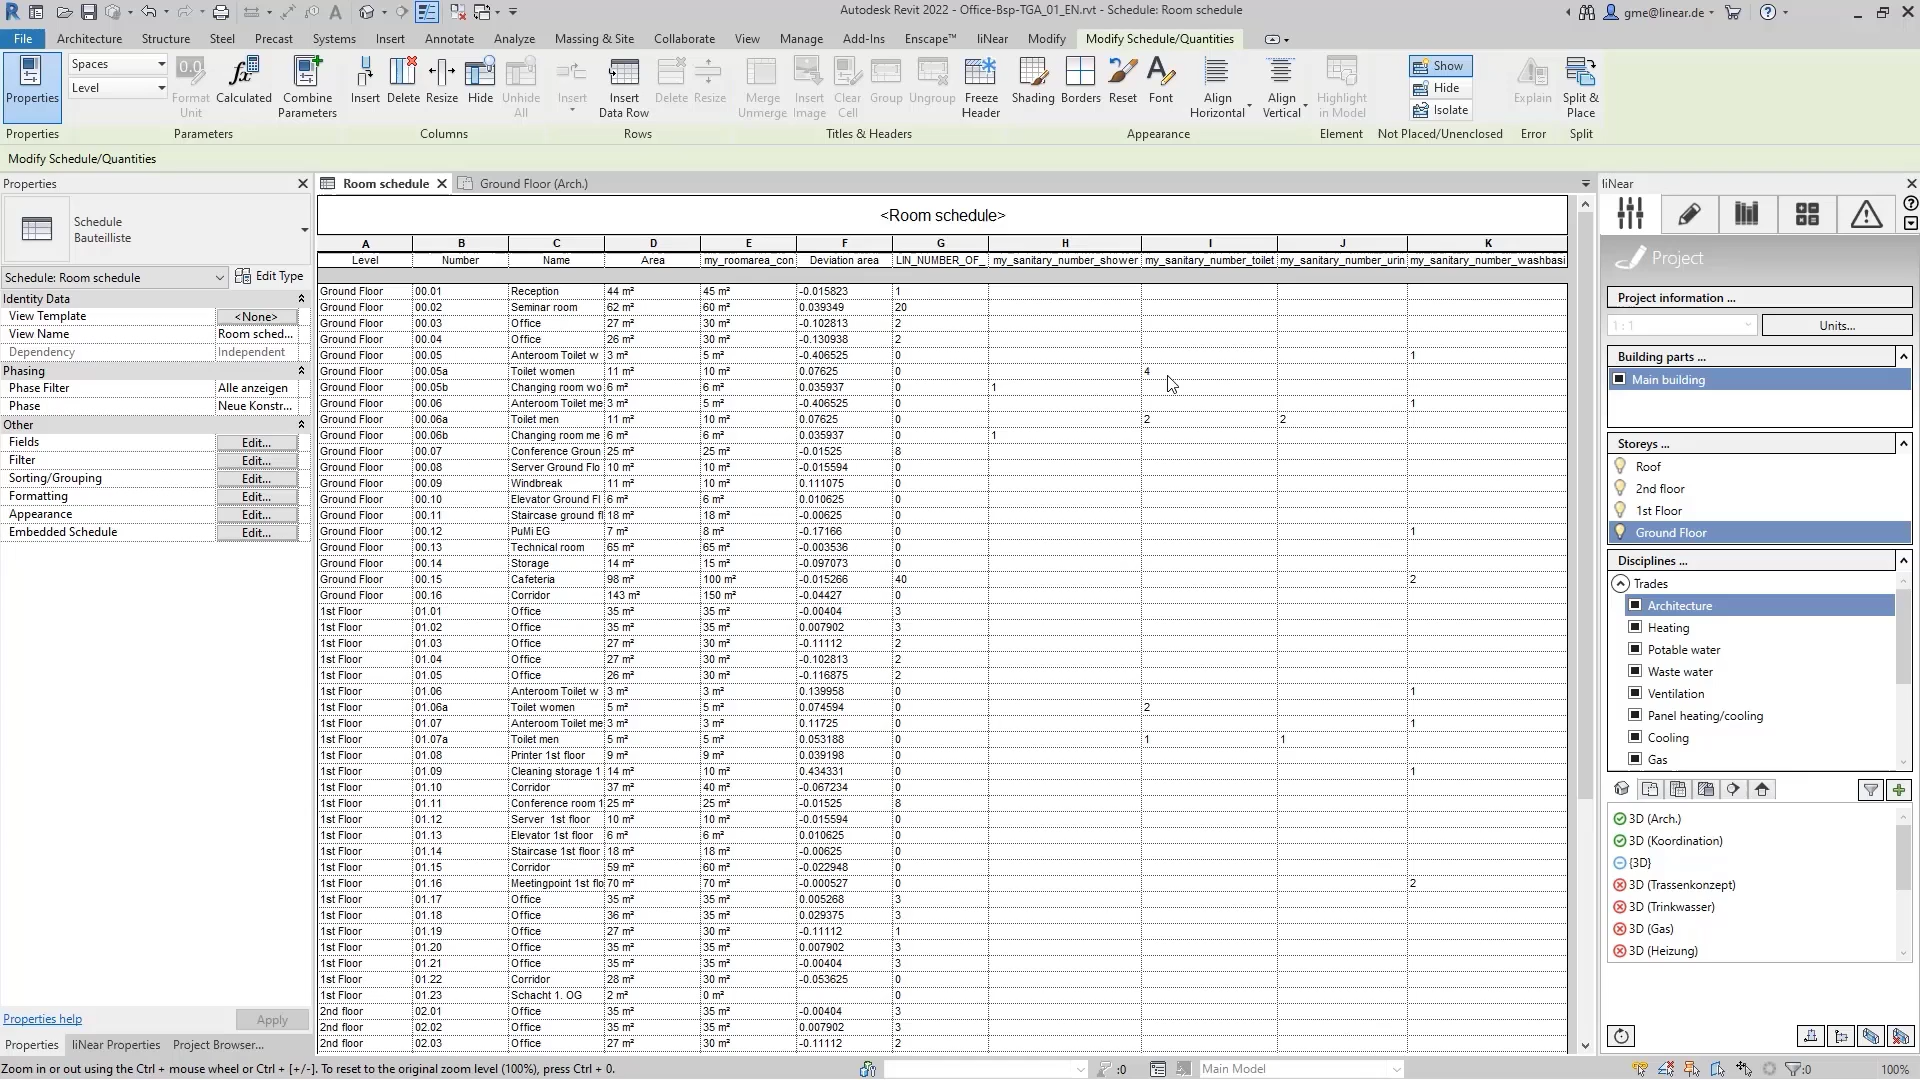 Autodesk Revit 2022 - Office-Bsp-TGA_01_EN.rvt - Schedule: Room schedule
gme@linear.de
File Architecture Structure Steel Precast Systems Insert Annotate Analyze Massing & Site Collaborate View Manage Add-Ins Enscape™ liNear Modify Modify Schedule/Quantities
Spaces
Level
Properties
Format Unit
Calculated
Combine Parameters
Insert Delete Resize Hide Unhide All
Insert
Insert Data Row
Delete Resize
Merge Unmerge
Insert Image
Clear Cell
Group Ungroup
Freeze Header
Shading Borders Reset Font
Align Horizontal
Align Vertical
Highlight in Model
Show
Hide
Isolate
Explain
Split & Place
Properties Parameters Columns Rows Titles & Headers Appearance Element Not Placed/Unenclosed Error Split
Modify Schedule/Quantities
Properties
Schedule
Bauteilliste
Schedule: Room schedule Edit Type
Identity Data
View Template <None>
View Name Room sched...
Dependency Independent
Phasing
Phase Filter Alle anzeigen
Phase Neue Konstr...
Other
Fields Edit...
Filter Edit...
Sorting/Grouping Edit...
Formatting Edit...
Appearance Edit...
Embedded Schedule Edit...
Properties help Apply
Properties liNear Properties Project Browser...
Room schedule Ground Floor (Arch.)
<Room schedule>
A B C D E F G H I J K
Level Number Name Area my_roomarea_con Deviation area LIN_NUMBER_OF_ my_sanitary_number_shower my_sanitary_number_toilet my_sanitary_number_urin my_sanitary_number_washbasi
Ground Floor 00.01 Reception 44 m² 45 m² -0.015823 1
Ground Floor 00.02 Seminar room 62 m² 60 m² 0.039349 20
Ground Floor 00.03 Office 27 m² 30 m² -0.102813 2
Ground Floor 00.04 Office 26 m² 30 m² -0.130938 2
Ground Floor 00.05 Anteroom Toilet w 3 m² 5 m² -0.406525 0 1
Ground Floor 00.05a Toilet women 11 m² 10 m² 0.07625 0 4
Ground Floor 00.05b Changing room wo 6 m² 6 m² 0.035937 0 1
Ground Floor 00.06 Anteroom Toilet me 3 m² 5 m² -0.406525 0 1
Ground Floor 00.06a Toilet men 11 m² 10 m² 0.07625 0 2 2
Ground Floor 00.06b Changing room me 6 m² 6 m² 0.035937 0 1
Ground Floor 00.07 Conference Groun 25 m² 25 m² -0.01525 8
Ground Floor 00.08 Server Ground Flo 10 m² 10 m² -0.015594 0
Ground Floor 00.09 Windbreak 11 m² 10 m² 0.111075 0
Ground Floor 00.10 Elevator Ground Fl 6 m² 6 m² 0.010625 0
Ground Floor 00.11 Staircase ground fl 18 m² 18 m² -0.00625 0
Ground Floor 00.12 PuMi EG 7 m² 8 m² -0.17166 0 1
Ground Floor 00.13 Technical room 65 m² 65 m² -0.003536 0
Ground Floor 00.14 Storage 14 m² 15 m² -0.097073 0
Ground Floor 00.15 Cafeteria 98 m² 100 m² -0.015266 40 2
Ground Floor 00.16 Corridor 143 m² 150 m² -0.04427 0
1st Floor 01.01 Office 35 m² 35 m² -0.00404 3
1st Floor 01.02 Office 35 m² 35 m² 0.007902 3
1st Floor 01.03 Office 27 m² 30 m² -0.11112 2
1st Floor 01.04 Office 27 m² 30 m² -0.102813 2
1st Floor 01.05 Office 26 m² 30 m² -0.116875 2
1st Floor 01.06 Anteroom Toilet w 3 m² 3 m² 0.139958 0 1
1st Floor 01.06a Toilet women 5 m² 5 m² 0.074594 0 2
1st Floor 01.07 Anteroom Toilet me 3 m² 3 m² 0.11725 0 1
1st Floor 01.07a Toilet men 5 m² 5 m² 0.053188 0 1 1
1st Floor 01.08 Printer 1st floor 9 m² 9 m² 0.039198 0
1st Floor 01.09 Cleaning storage 1 14 m² 10 m² 0.434331 0 1
1st Floor 01.10 Corridor 37 m² 40 m² -0.067234 0
1st Floor 01.11 Conference room 1 25 m² 25 m² -0.01525 8
1st Floor 01.12 Server 1st floor 10 m² 10 m² -0.015594 0
1st Floor 01.13 Elevator 1st floor 6 m² 6 m² 0.010625 0
1st Floor 01.14 Staircase 1st floor 18 m² 18 m² -0.00625 0
1st Floor 01.15 Corridor 59 m² 60 m² -0.022948 0
1st Floor 01.16 Meetingpoint 1st flo 70 m² 70 m² -0.000527 0 2
1st Floor 01.17 Office 35 m² 35 m² 0.005268 3
1st Floor 01.18 Office 36 m² 35 m² 0.029375 3
1st Floor 01.19 Office 27 m² 30 m² -0.11112 1
1st Floor 01.20 Office 35 m² 35 m² 0.007902 3
1st Floor 01.21 Office 35 m² 35 m² -0.00404 3
1st Floor 01.22 Corridor 28 m² 30 m² -0.053625 0
1st Floor 01.23 Schacht 1. OG 2 m² 0 m² 0
2nd floor 02.01 Office 35 m² 35 m² -0.00404 3
2nd floor 02.02 Office 35 m² 35 m² 0.007902 3
2nd floor 02.03 Office 27 m² 30 m² -0.11112 2
liNear
Project
Project information ...
1 : 1 Units...
Building parts ...
Main building
Storeys ...
Roof
2nd floor
1st Floor
Ground Floor
Disciplines ...
Trades
Architecture
Heating
Potable water
Waste water
Ventilation
Panel heating/cooling
Cooling
Gas
3D (Arch.)
3D (Koordination)
{3D}
3D (Trassenkonzept)
3D (Trinkwasser)
3D (Gas)
3D (Heizung)
Zoom in or out using the Ctrl + mouse wheel or Ctrl + [+/-]. To reset to the original zoom level (100%), press Ctrl + 0.
:0 Main Model :0 100%